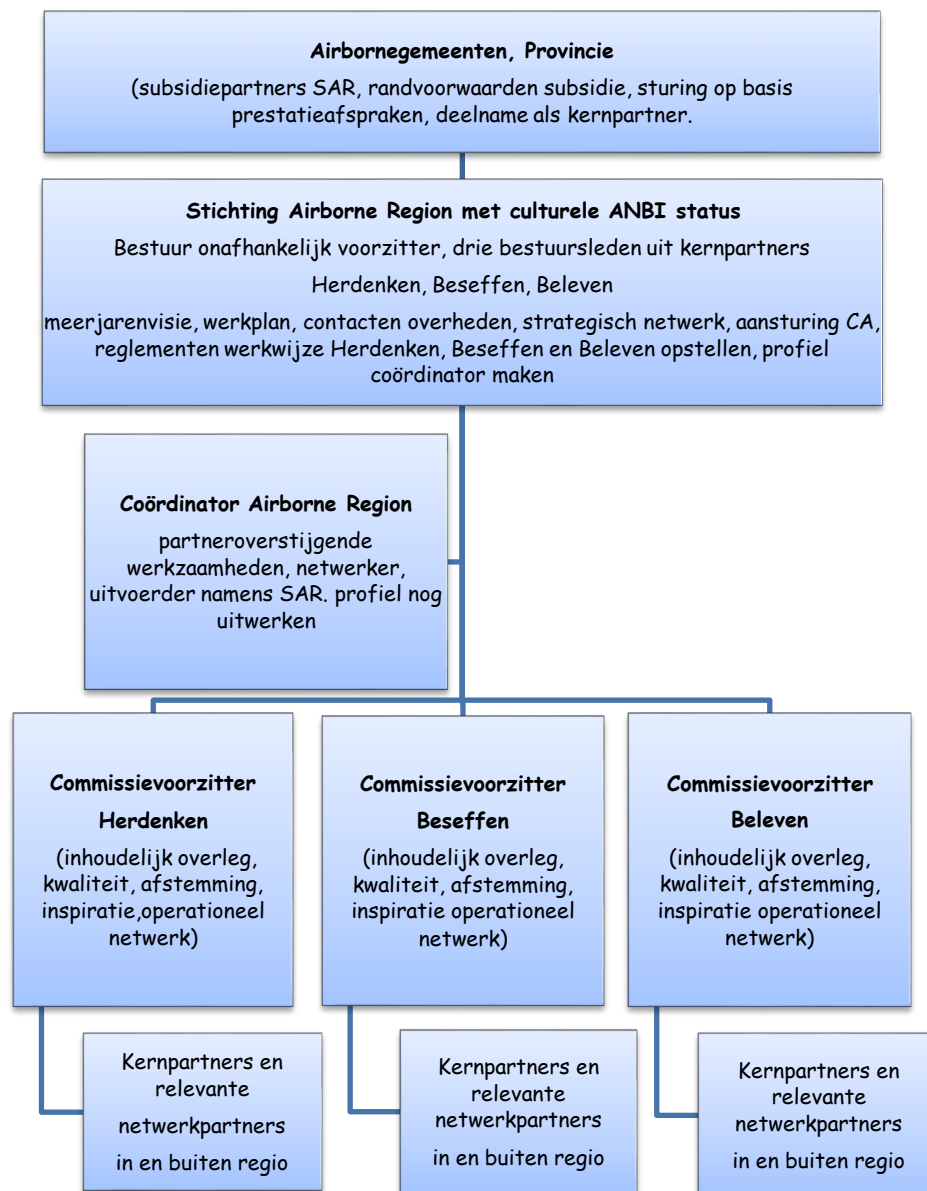 Airbornegemeenten, Provincie
(subsidiepartners SAR, randvoorwaarden subsidie, sturing op basis
prestatieafspraken, deelname als kernpartner.
Stichting Airborne Region met culturele ANBI status
Bestuur onafhankelijk voorzitter, drie bestuursleden uit kernpartners
Herdenken, Beseffen, Beleven
meerjarenvisie, werkplan, contacten overheden, strategisch netwerk, aansturing CA,
reglementen werkwijze Herdenken, Beseffen en Beleven opstellen, profiel
coördinator maken
Coördinator Airborne Region
partneroverstijgende
werkzaamheden, netwerker,
uitvoerder namens SAR. profiel nog
uitwerken
Commissievoorzitter
Herdenken
(inhoudelijk overleg,
kwaliteit, afstemming,
inspiratie,operationeel
netwerk)
Commissievoorzitter
Beseffen
(inhoudelijk overleg,
kwaliteit, afstemming,
inspiratie operationeel
netwerk)
Commissievoorzitter
Beleven
(inhoudelijk overleg,
kwaliteit, afstemming,
inspiratie operationeel
netwerk)
Kernpartners en
relevante
netwerkpartners
in en buiten regio
Kernpartners en
relevante
netwerkpartners
in en buiten regio
Kernpartners en
relevante
netwerkpartners
in en buiten regio